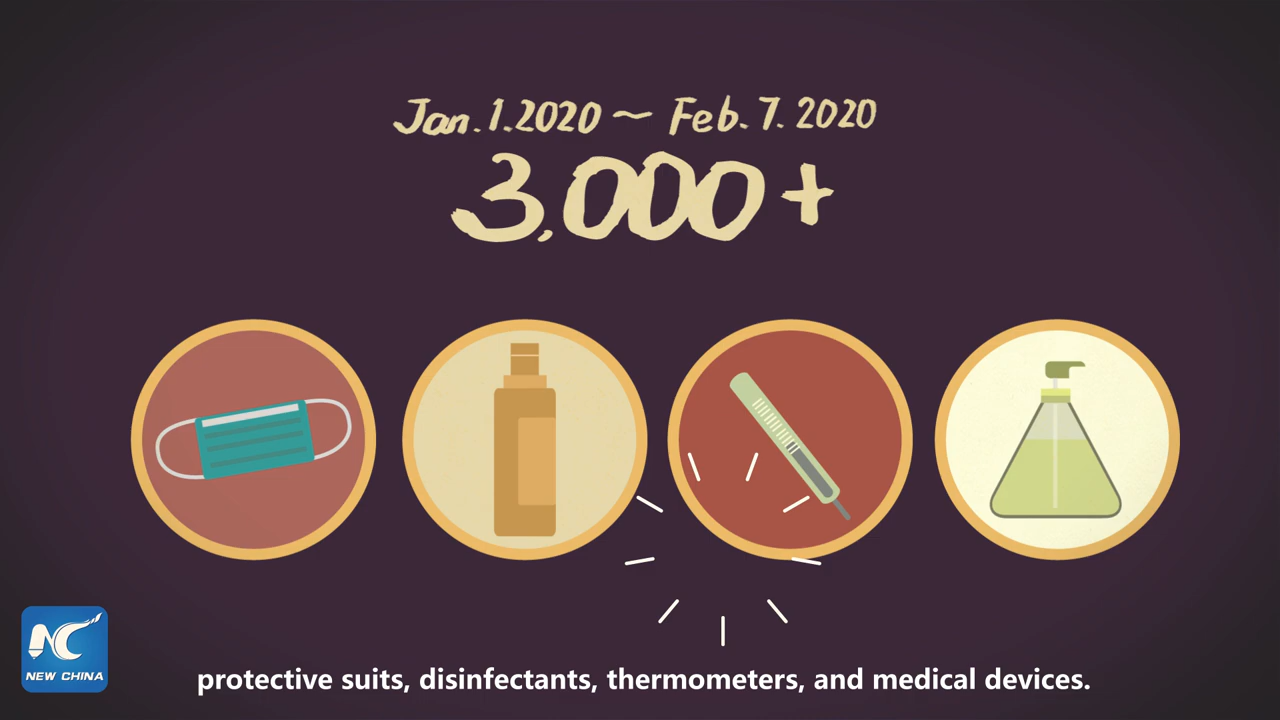 Jan.1.2020 ~ Feb.7.2020
3,000+
NEW CHINA
protective suits, disinfectants, thermometers, and medical devices.